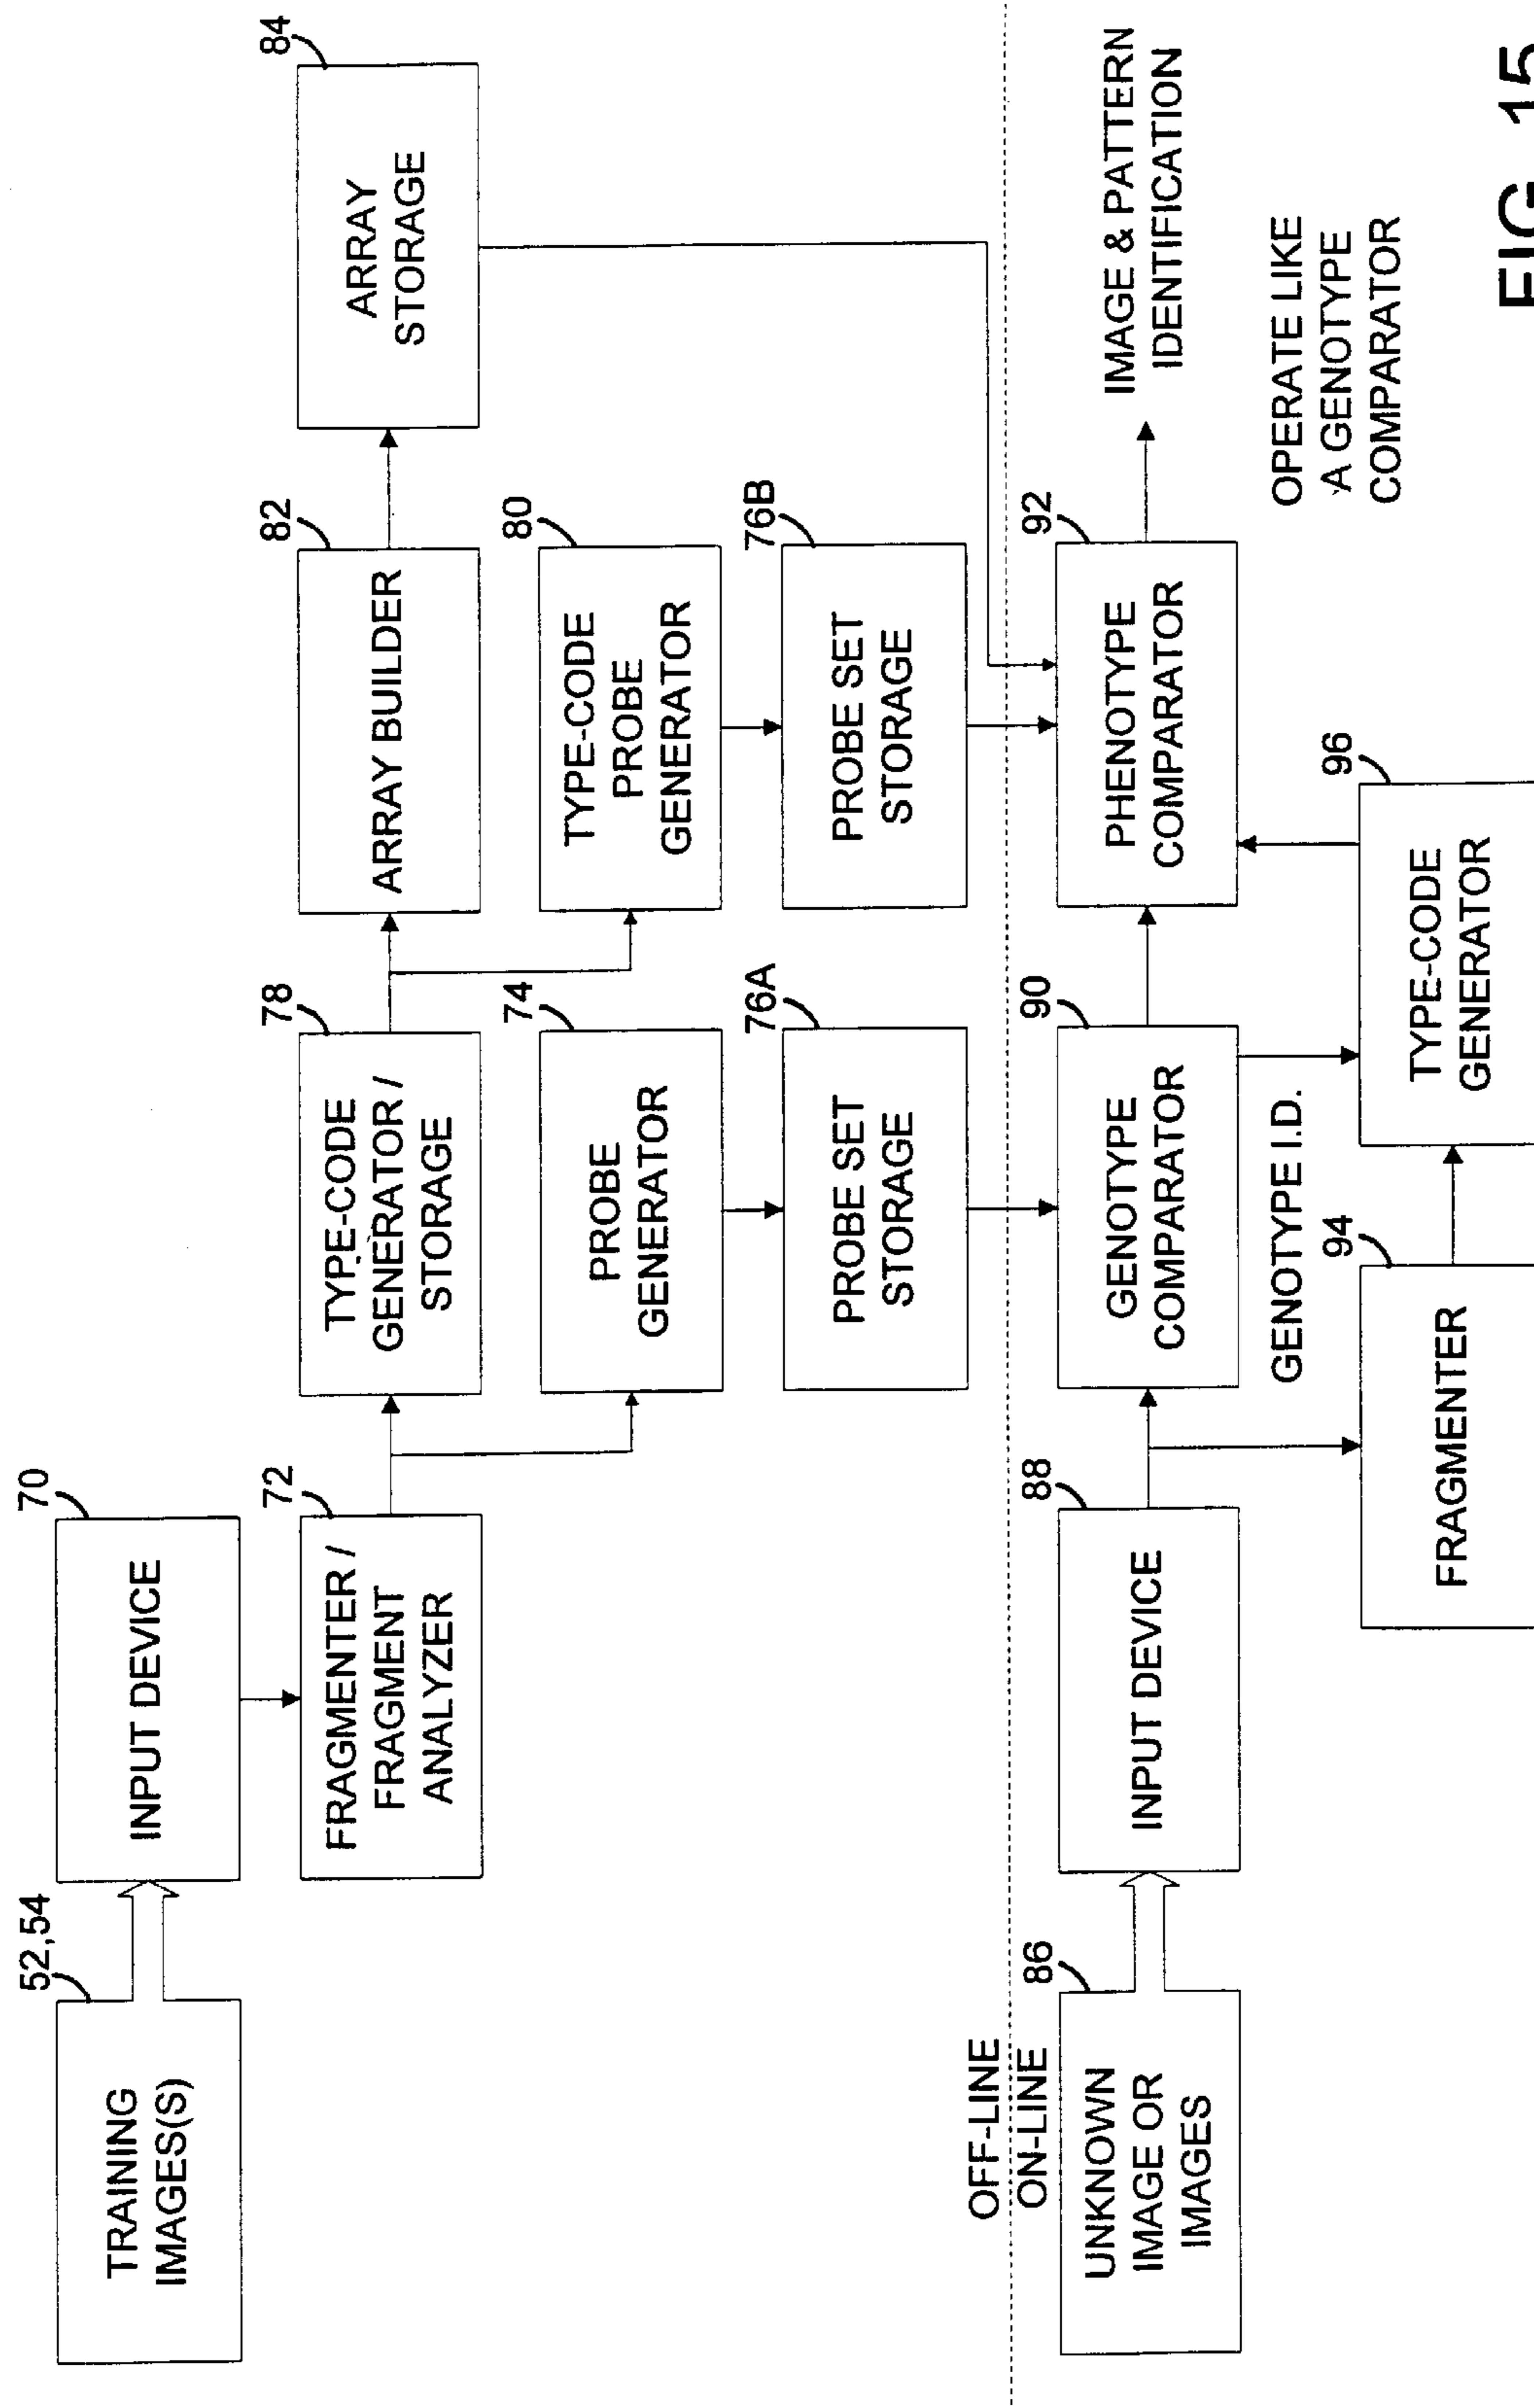 52,54
TRAINING
IMAGES(S)
70
INPUT DEVICE
72
FRAGMENTER /
FRAGMENT
ANALYZER
78
TYPE-CODE
GENERATOR /
STORAGE
82
ARRAY BUILDER
84
ARRAY
STORAGE
74
PROBE
GENERATOR
80
TYPE-CODE
PROBE
GENERATOR
76A
PROBE SET
STORAGE
76B
PROBE SET
STORAGE
OFF-LINE
ON-LINE
86
UNKNOWN
IMAGE OR
IMAGES
88
INPUT DEVICE
90
GENOTYPE
COMPARATOR
92
PHENOTYPE
COMPARATOR
IMAGE & PATTERN
IDENTIFICATION
GENOTYPE I.D.
OPERATE LIKE
A GENOTYPE
COMPARATOR
94
FRAGMENTER
96
TYPE-CODE
GENERATOR
FIG. 15